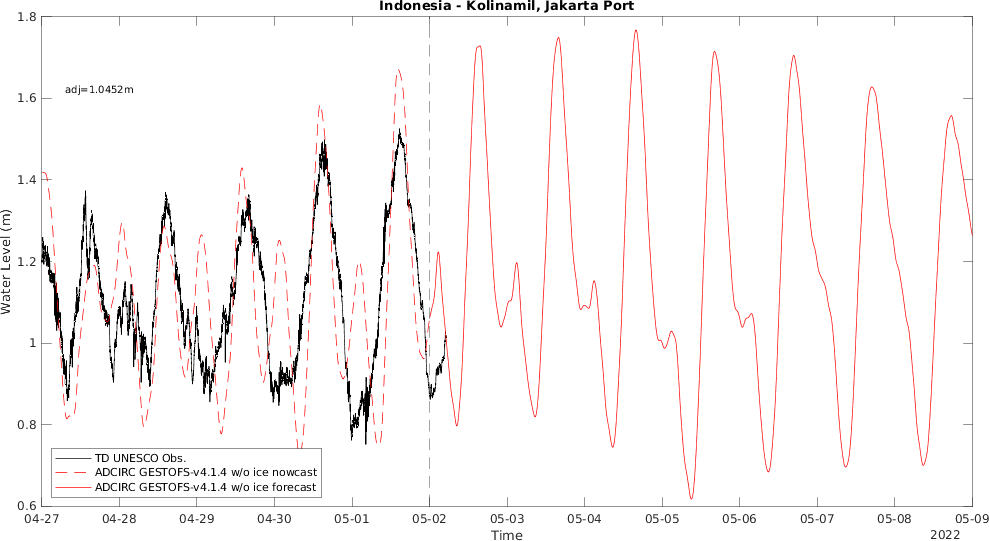 Indonesia - Kolinamil, Jakarta Port
1.8
1.6
1.4
1.2
1
0.8
0.6
Water Level (m)
adj=1.0452m
TD UNESCO Obs.
ADCIRC GESTOFS-v4.1.4 w/o ice nowcast
ADCIRC GESTOFS-v4.1.4 w/o ice forecast
04-27 04-28 04-29 04-30 05-01 05-02 05-03 05-04 05-05 05-06 05-07 05-08 05-09
Time
2022